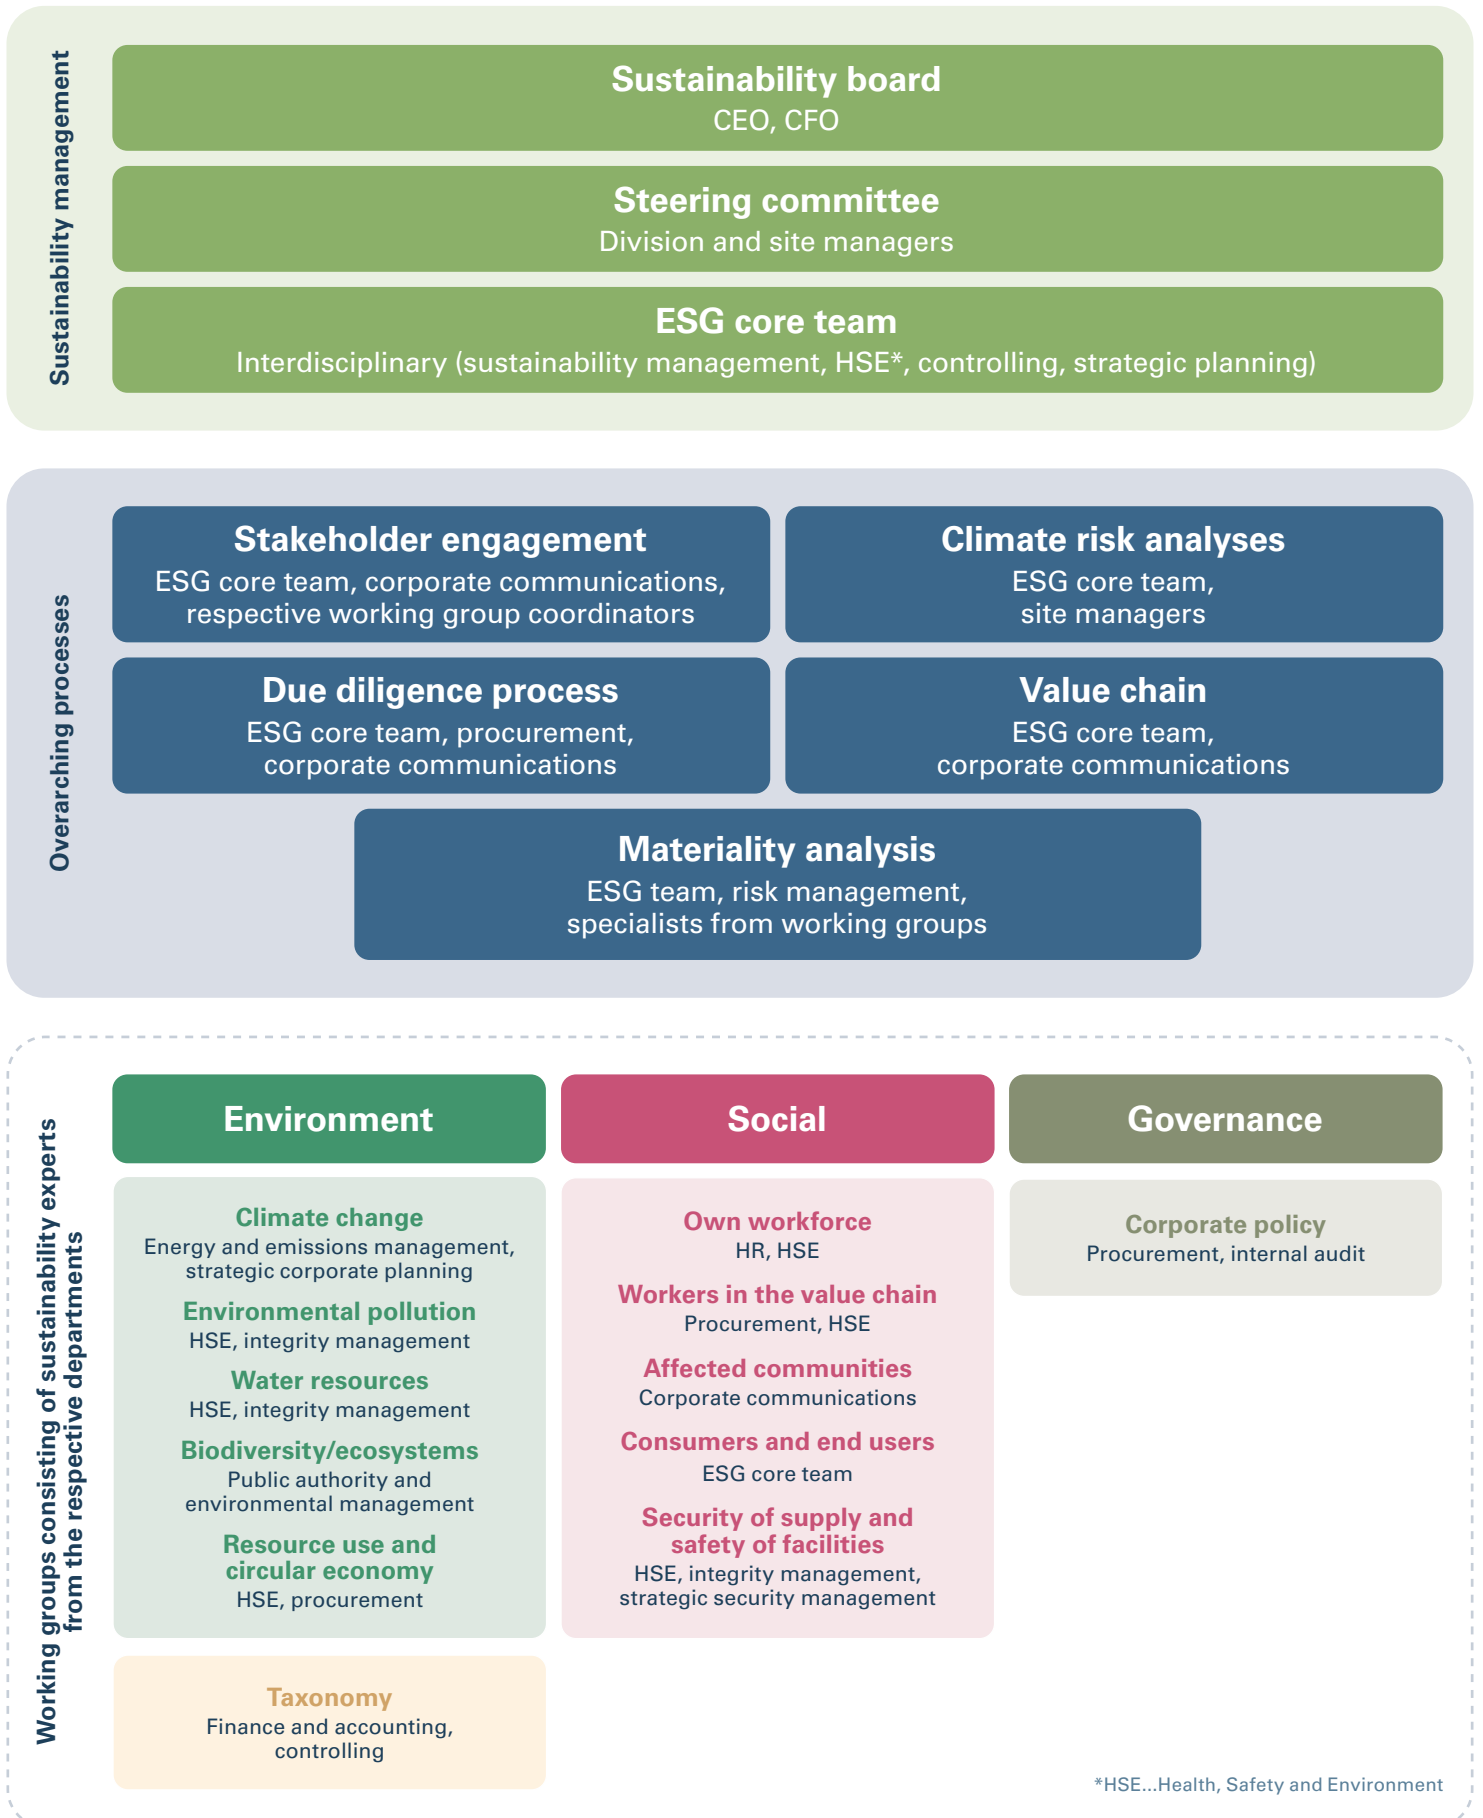 Sustainability management
Sustainability board
CEO, CFO
Steering committee
Division and site managers
ESG core team
Interdisciplinary (sustainability management, HSE*, controlling, strategic planning)
Overarching processes
Stakeholder engagement
ESG core team, corporate communications,
respective working group coordinators
Climate risk analyses
ESG core team,
site managers
Due diligence process
ESG core team, procurement,
corporate communications
Value chain
ESG core team,
corporate communications
Materiality analysis
ESG team, risk management,
specialists from working groups
Working groups consisting of sustainability experts
from the respective departments
Environment
Climate change
Energy and emissions management,
strategic corporate planning
Environmental pollution
HSE, integrity management
Water resources
HSE, integrity management
Biodiversity/ecosystems
Public authority and
environmental management
Resource use and
circular economy
HSE, procurement
Taxonomy
Finance and accounting,
controlling
Social
Own workforce
HR, HSE
Workers in the value chain
Procurement, HSE
Affected communities
Corporate communications
Consumers and end users
ESG core team
Security of supply and
safety of facilities
HSE, integrity management,
strategic security management
Governance
Corporate policy
Procurement, internal audit
*HSE...Health, Safety and Environment